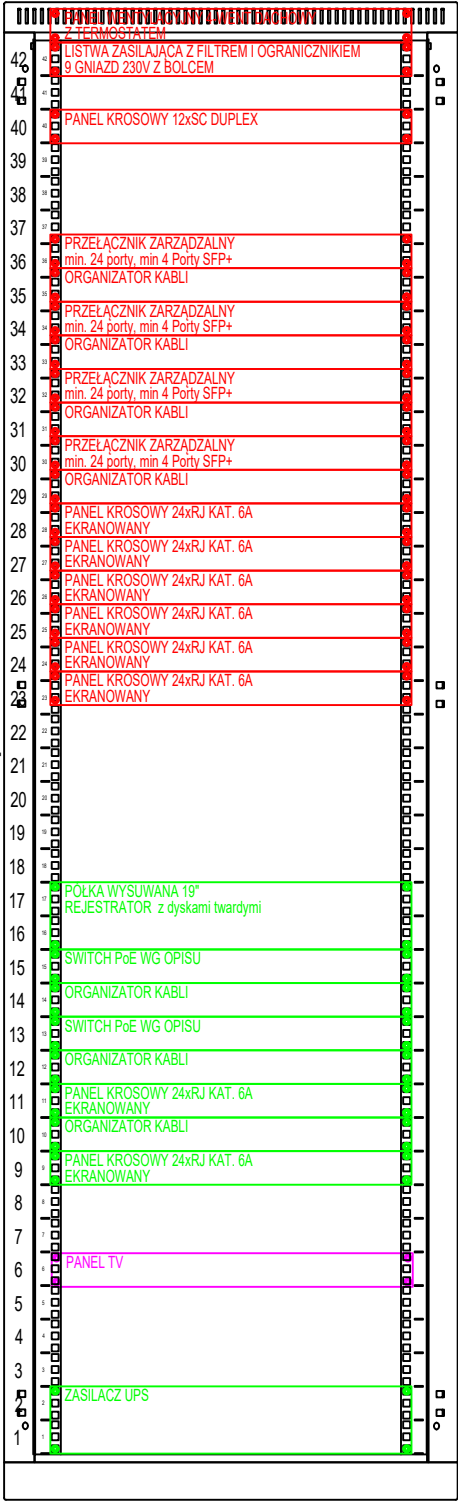 PANEL WENTYLACYJNY
Z TERMOSTATEM
42
LISTWA ZASILAJĄCA Z FILTREM I OGRANICZNIKIEM
9 GNIAZD 230V Z BOLCEM
41
40
PANEL KROSOWY 12xSC DUPLEX
39
38
37
36
PRZEŁĄCZNIK ZARZĄDZALNY
min. 24 porty, min 4 Porty SFP+
35
ORGANIZATOR KABLI
34
PRZEŁĄCZNIK ZARZĄDZALNY
min. 24 porty, min 4 Porty SFP+
33
ORGANIZATOR KABLI
32
PRZEŁĄCZNIK ZARZĄDZALNY
min. 24 porty, min 4 Porty SFP+
31
ORGANIZATOR KABLI
30
PRZEŁĄCZNIK ZARZĄDZALNY
min. 24 porty, min 4 Porty SFP+
29
ORGANIZATOR KABLI
28
PANEL KROSOWY 24xRJ KAT. 6A
EKRANOWANY
27
PANEL KROSOWY 24xRJ KAT. 6A
EKRANOWANY
26
PANEL KROSOWY 24xRJ KAT. 6A
EKRANOWANY
25
PANEL KROSOWY 24xRJ KAT. 6A
EKRANOWANY
24
PANEL KROSOWY 24xRJ KAT. 6A
EKRANOWANY
23
PANEL KROSOWY 24xRJ KAT. 6A
EKRANOWANY
22
21
20
19
18
17
PÓŁKA WYSUWANA 19"
REJESTRATOR z dyskami twardymi
16
15
SWITCH PoE WG OPISU
14
ORGANIZATOR KABLI
13
SWITCH PoE WG OPISU
12
ORGANIZATOR KABLI
11
PANEL KROSOWY 24xRJ KAT. 6A
EKRANOWANY
10
ORGANIZATOR KABLI
9
PANEL KROSOWY 24xRJ KAT. 6A
EKRANOWANY
8
7
6
PANEL TV
5
4
3
2
ZASILACZ UPS
1